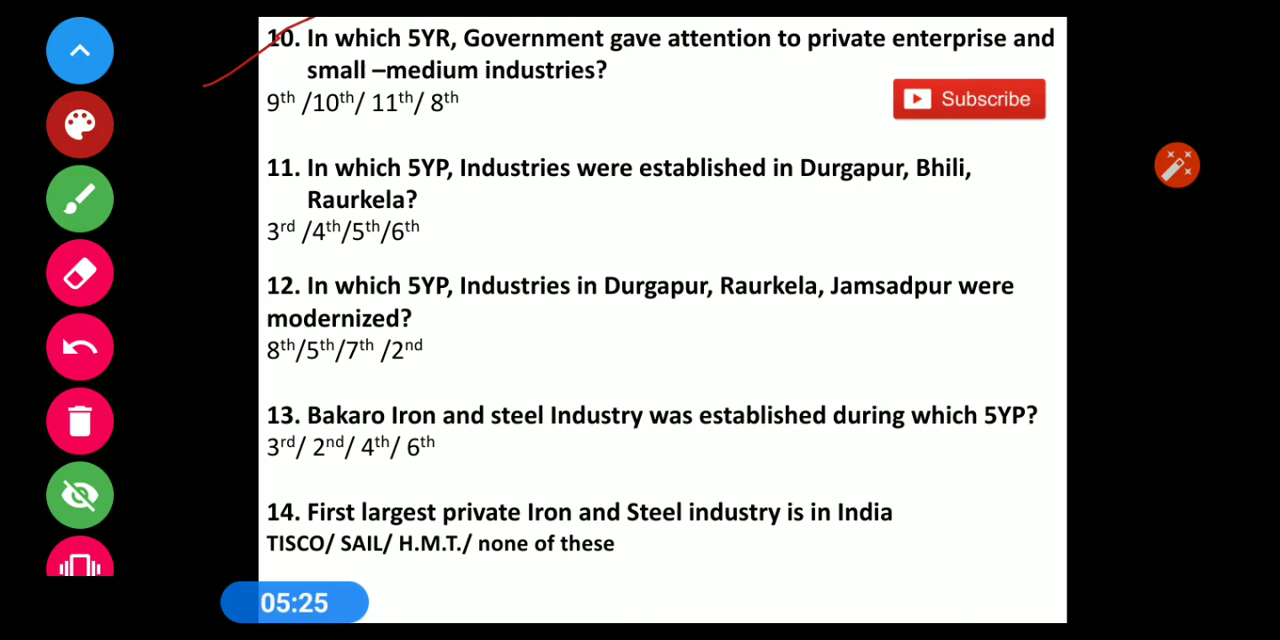 10. In which 5YR, Government gave attention to private enterprise and
small –medium industries?
9th /10th/ 11th/ 8th
Subscribe
11. In which 5YP, Industries were established in Durgapur, Bhili,
Raurkela?
3rd /4th/5th/6th
12. In which 5YP, Industries in Durgapur, Raurkela, Jamsadpur were
modernized?
8th/5th/7th /2nd
13. Bakaro Iron and steel Industry was established during which 5YP?
3rd/ 2nd/ 4th/ 6th
14. First largest private Iron and Steel industry is in India
TISCO/ SAIL/ H.M.T./ none of these
05:25